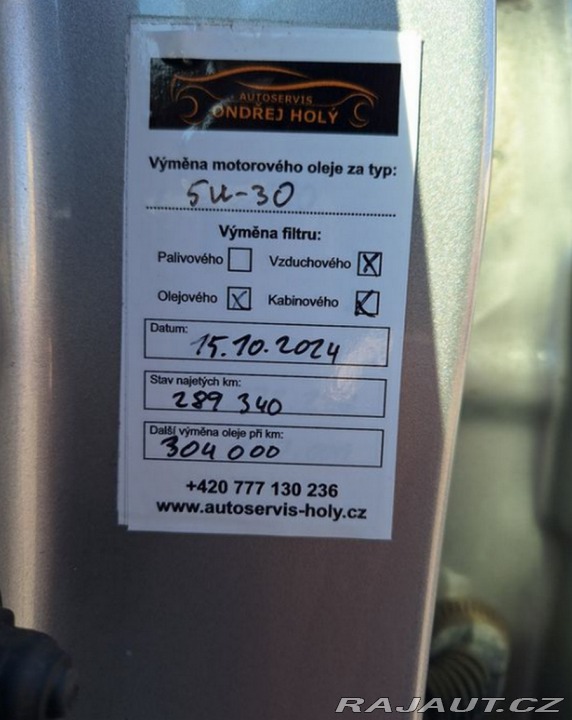 AUTOSERVIS
ONDŘEJ HOLÝ
Výměna motorového oleje za typ:
5W-30
Výměna filtru:
Palivového Vzduchového X
Olejového X Kabinového X
Datum:
15.10.2024
Stav najetých km:
289 340
Další výměna oleje při km:
304 000
+420 777 130 236
www.autoservis-holy.cz
RAJAUT.CZ